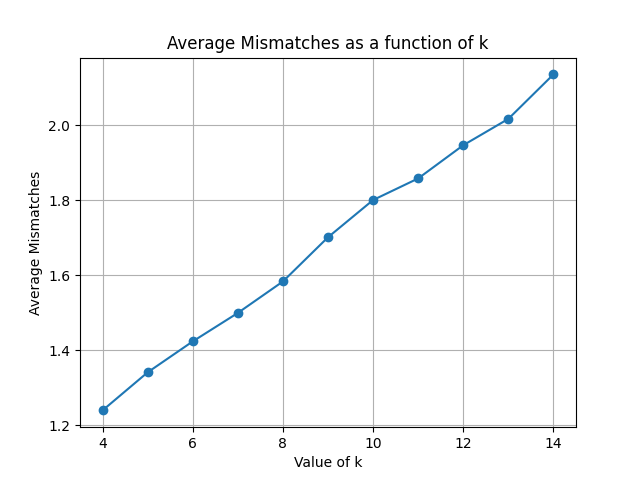 Average Mismatches as a function of k
Average Mismatches
2.0
1.8
1.6
1.4
1.2
4 6 8 10 12 14
Value of k